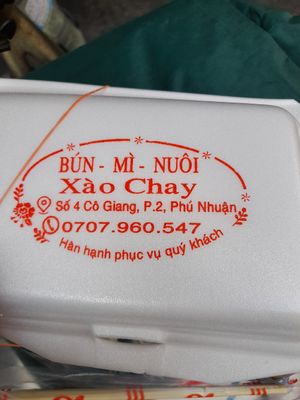 BÚN - MÌ - NUÔI
Xào Chay
Số 4 Cô Giang, P.2, Phú Nhuận
0707.960.547
Hân hạnh phục vụ quý khách